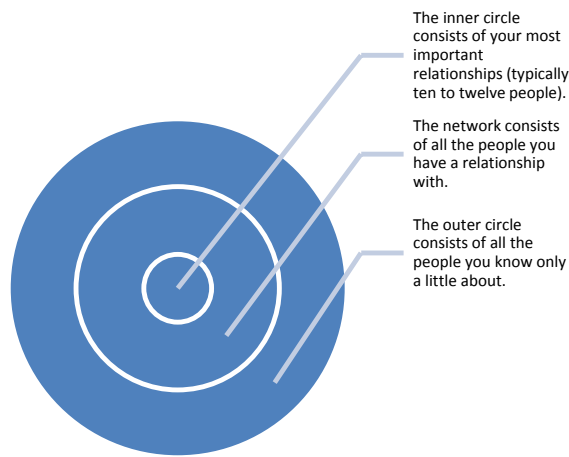 The inner circle
consists of your most
important
relationships (typically
ten to twelve people).
The network consists
of all the people you
have a relationship
with.
The outer circle
consists of all the
people you know only
a little about.